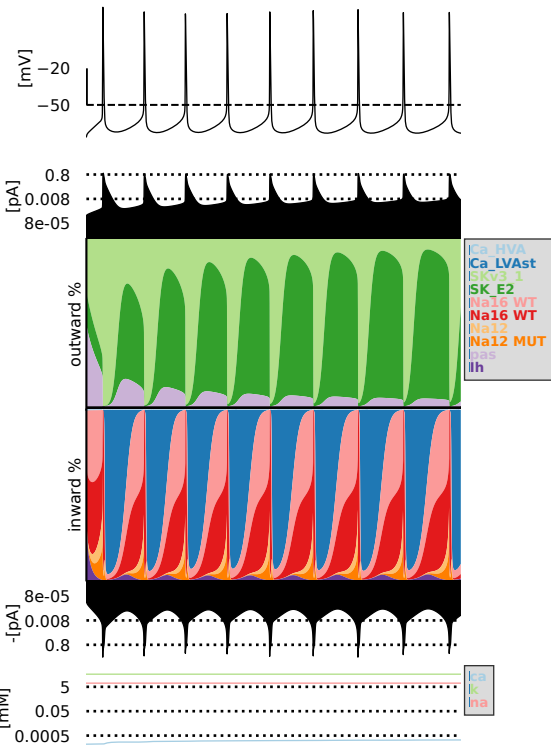 [mV]
−20
−50
[pA]
0.8
0.008
8e-05
outward %
Ca_HVA
Ca_LVAst
SKv3_1
SK_E2
Na16 WT
Na16 WT
Na12
Na12 MUT
pas
Ih
inward %
-[pA]
8e-05
0.008
0.8
[mM]
5
0.05
0.0005
ca
k
na